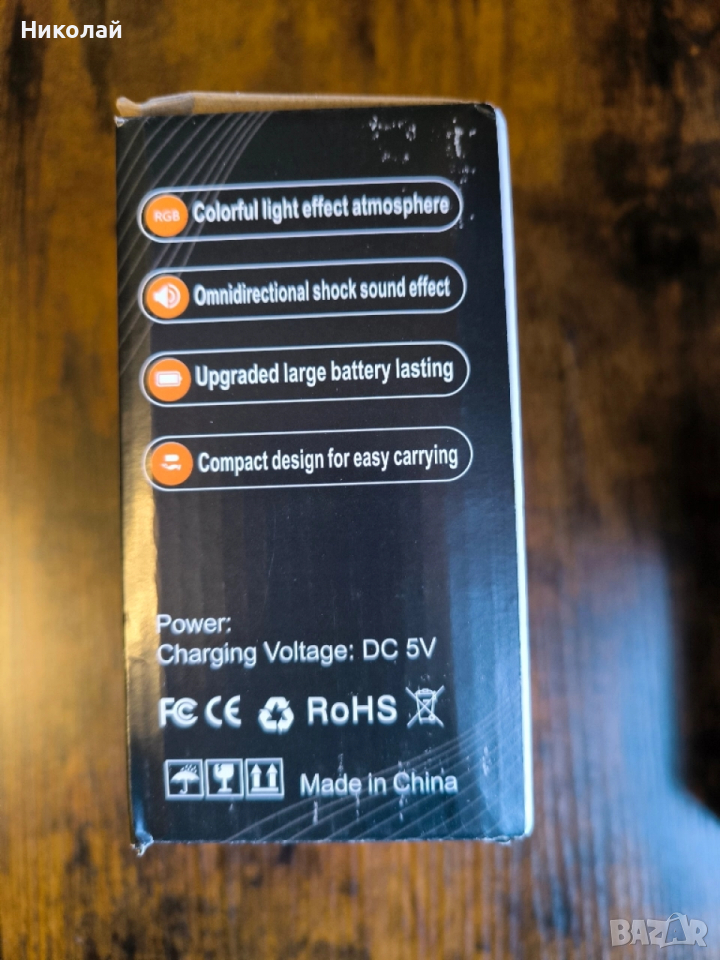 Николай
RGB Colorful light effect atmosphere
Omnidirectional shock sound effect
Upgraded large battery lasting
Compact design for easy carrying
Power:
Charging Voltage: DC 5V
FC CE RoHS
Made in China
BAZAR